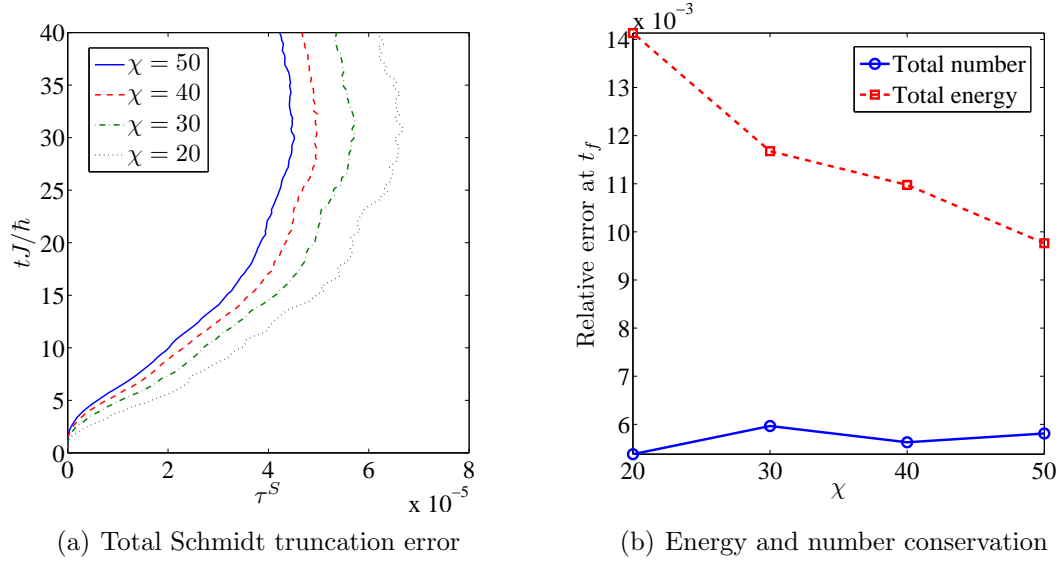 40
35
30
25
20
15
10
5
0
tJ/ħ
χ = 50
χ = 40
χ = 30
χ = 20
0
2
4
6
8
x 10⁻⁵
τ^S
(a) Total Schmidt truncation error
x 10⁻³
14
13
12
11
10
9
8
7
6
Relative error at t_f
Total number
Total energy
20
30
40
50
χ
(b) Energy and number conservation